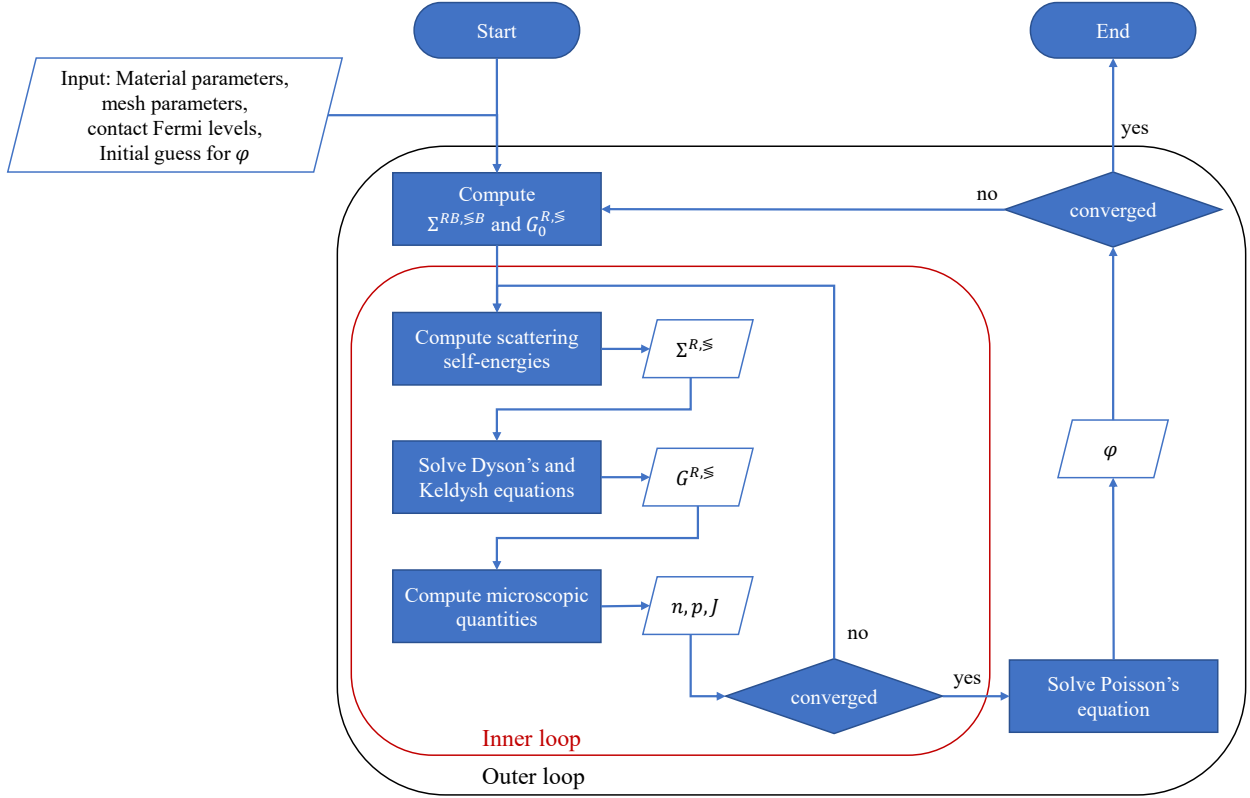 Start
End
Input: Material parameters,
mesh parameters,
contact Fermi levels,
Initial guess for φ
yes
Compute
Σ^{RB,≶B} and G_0^{R,≶}
no
converged
Compute scattering
self-energies
Σ^{R,≶}
Solve Dyson's and
Keldysh equations
G^{R,≶}
φ
Compute microscopic
quantities
n, p, J
no
converged
yes
Solve Poisson's
equation
Inner loop
Outer loop